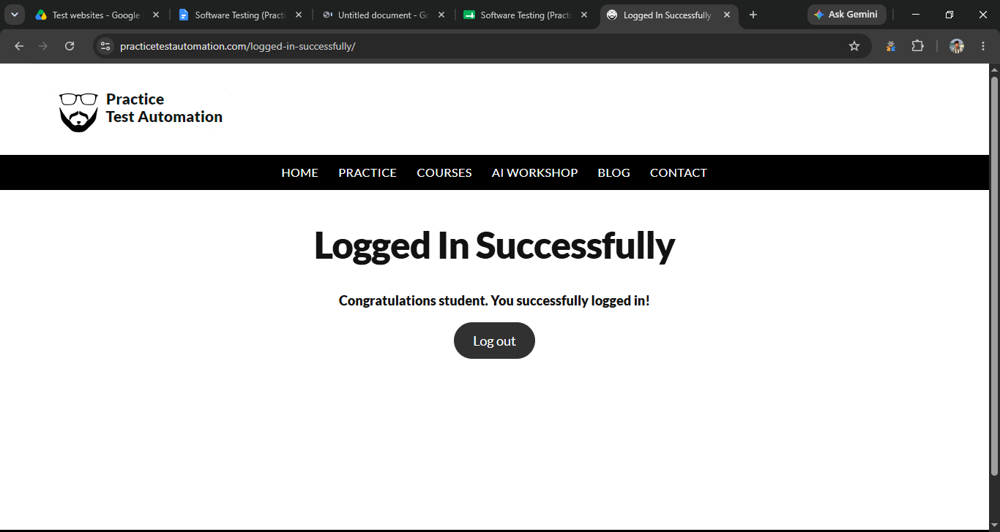 Test websites - Google
Software Testing (Practi
Untitled document - Go
Software Testing (Practi
Logged In Successfully
Ask Gemini
practicetestautomation.com/logged-in-successfully/
Practice
Test Automation
HOME PRACTICE COURSES AI WORKSHOP BLOG CONTACT
Logged In Successfully
Congratulations student. You successfully logged in!
Log out